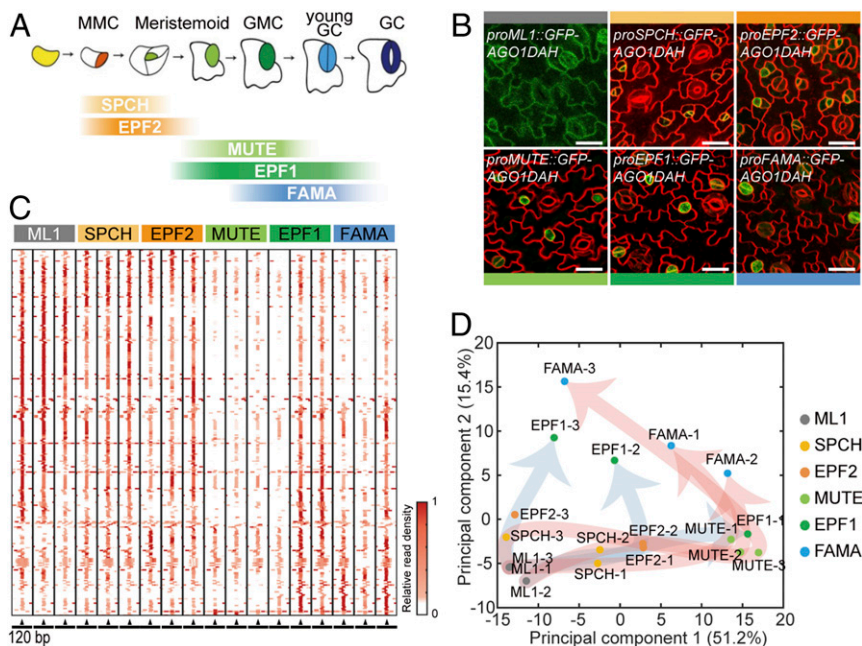 A
MMC
Meristemoid
GMC
young
GC
GC
SPCH
EPF2
MUTE
EPF1
FAMA
B
proML1::GFP-
AGO1DAH
proSPCH::GFP-
AGO1DAH
proEPF2::GFP-
AGO1DAH
proMUTE::GFP-
AGO1DAH
proEPF1::GFP-
AGO1DAH
proFAMA::GFP-
AGO1DAH
C
ML1 SPCH EPF2 MUTE EPF1 FAMA
1
Relative read density
0
120 bp
D
20
15
10
5
0
-5
-10
Principal component 2 (15.4%)
FAMA-3
EPF1-3
EPF1-2
FAMA-1
FAMA-2
EPF2-3
SPCH-3
SPCH-2
EPF2-2
MUTE-1
EPF1-1
ML1-3
ML1-1
ML1-2
SPCH-1
EPF2-1
MUTE-2
MUTE-3
-15 -10 -5 0 5 10 15 20
Principal component 1 (51.2%)
ML1
SPCH
EPF2
MUTE
EPF1
FAMA